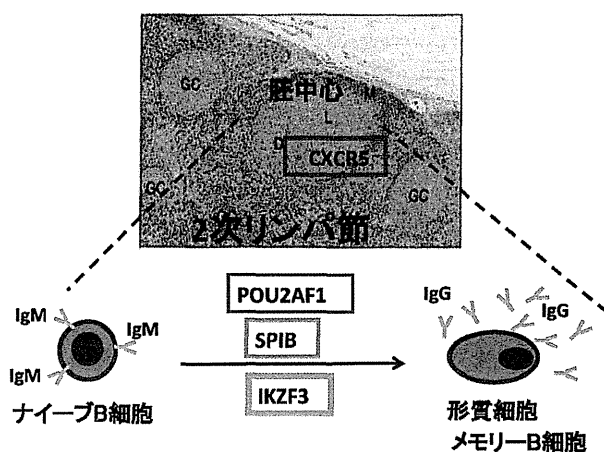 GC
胚中心
M
L
D
CXCR5
GC
GC
2次リンパ節
POU2AF1
SPIB
IKZF3
IgM
IgM
IgM
IgG
IgG
ナイーブB細胞
形質細胞
メモリーB細胞